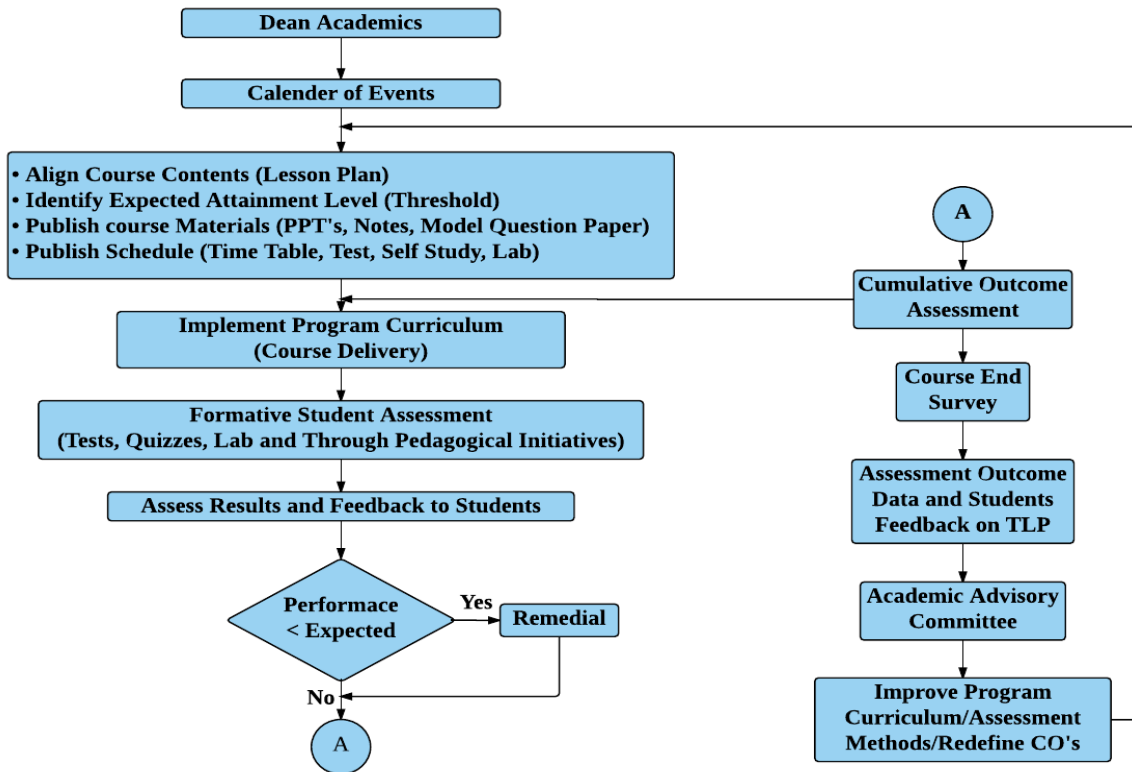 Dean Academics
Calender of Events
• Align Course Contents (Lesson Plan)
• Identify Expected Attainment Level (Threshold)
• Publish course Materials (PPT's, Notes, Model Question Paper)
• Publish Schedule (Time Table, Test, Self Study, Lab)
Implement Program Curriculum
(Course Delivery)
Formative Student Assessment
(Tests, Quizzes, Lab and Through Pedagogical Initiatives)
Assess Results and Feedback to Students
Performace
< Expected
Yes
Remedial
No
A
A
Cumulative Outcome
Assessment
Course End
Survey
Assessment Outcome
Data and Students
Feedback on TLP
Academic Advisory
Committee
Improve Program
Curriculum/Assessment
Methods/Redefine CO's